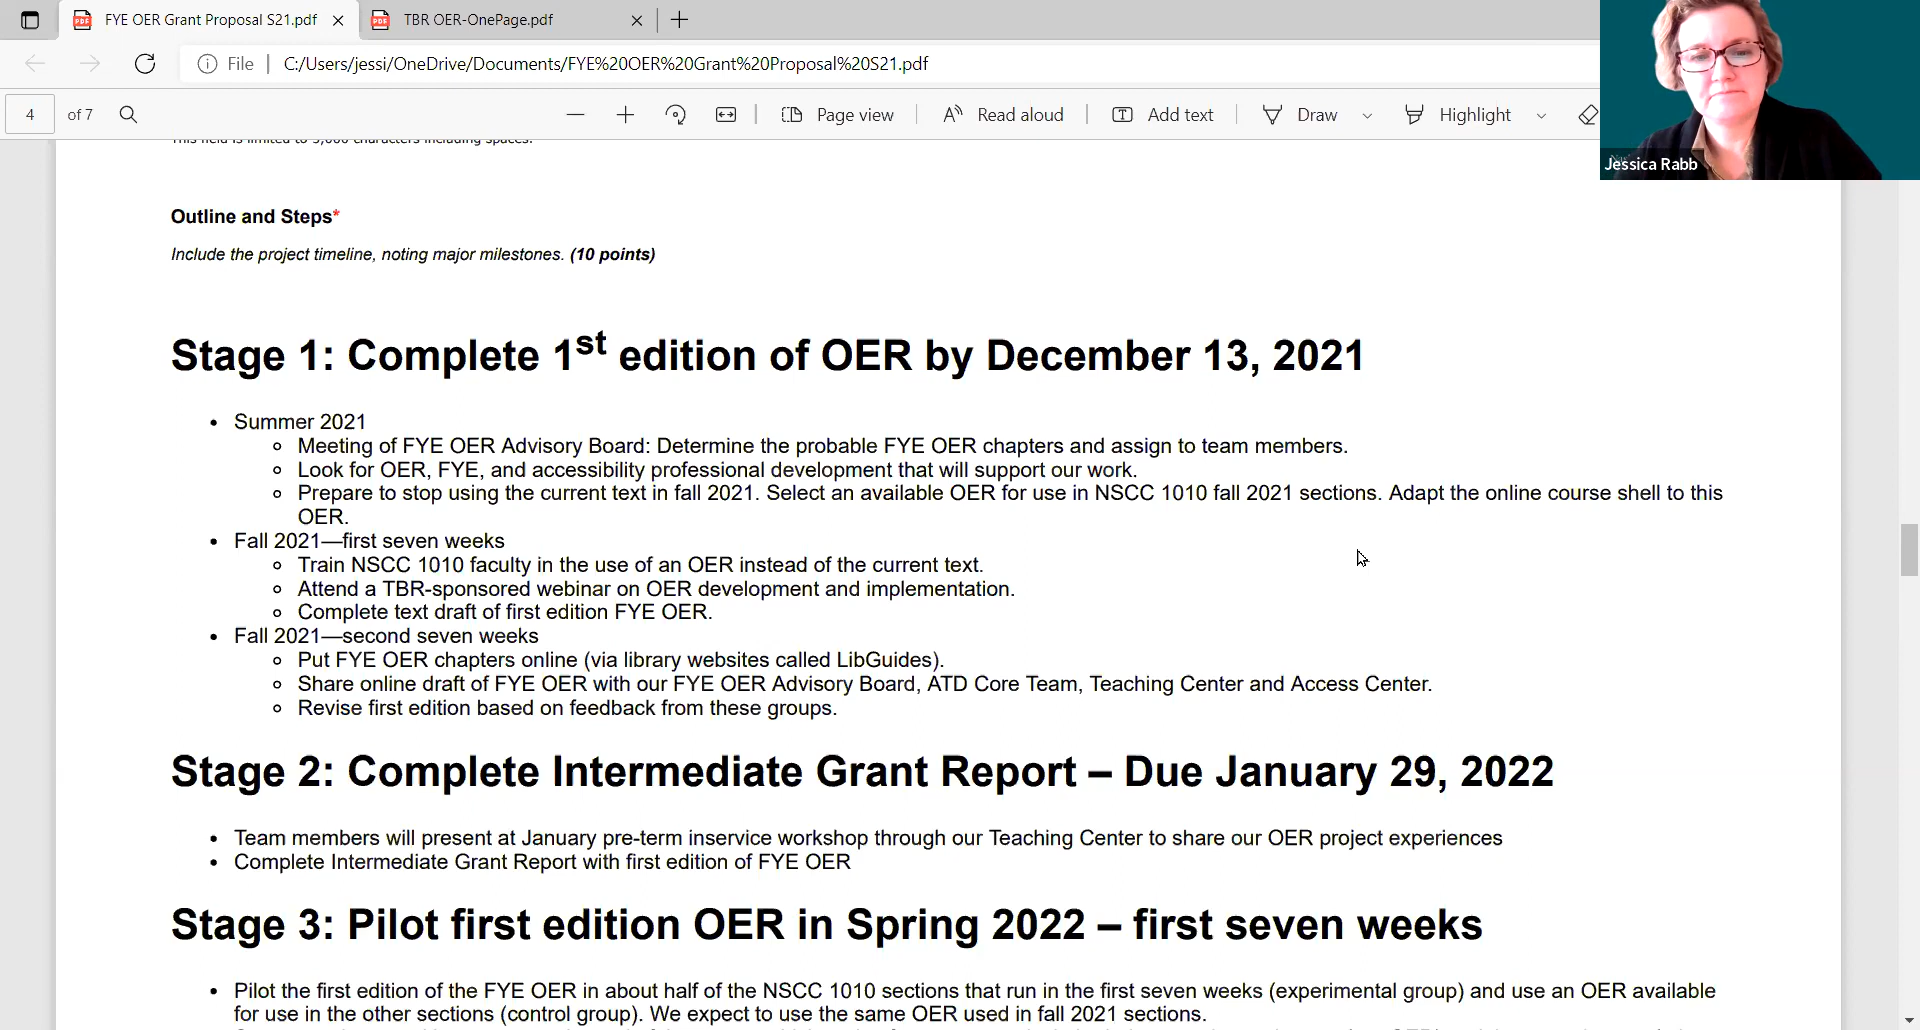 FYE OER Grant Proposal S21.pdf
TBR OER-OnePage.pdf
File
C:/Users/jessi/OneDrive/Documents/FYE%20OER%20Grant%20Proposal%20S21.pdf
4 of 7
Page view
Read aloud
Add text
Draw
Highlight
Jessica Rabb
This field is limited to 5,000 characters including spaces.
Outline and Steps*
Include the project timeline, noting major milestones. (10 points)
Stage 1: Complete 1st edition of OER by December 13, 2021
• Summer 2021
◦ Meeting of FYE OER Advisory Board: Determine the probable FYE OER chapters and assign to team members.
◦ Look for OER, FYE, and accessibility professional development that will support our work.
◦ Prepare to stop using the current text in fall 2021. Select an available OER for use in NSCC 1010 fall 2021 sections. Adapt the online course shell to this
OER.
• Fall 2021—first seven weeks
◦ Train NSCC 1010 faculty in the use of an OER instead of the current text.
◦ Attend a TBR-sponsored webinar on OER development and implementation.
◦ Complete text draft of first edition FYE OER.
• Fall 2021—second seven weeks
◦ Put FYE OER chapters online (via library websites called LibGuides).
◦ Share online draft of FYE OER with our FYE OER Advisory Board, ATD Core Team, Teaching Center and Access Center.
◦ Revise first edition based on feedback from these groups.
Stage 2: Complete Intermediate Grant Report – Due January 29, 2022
• Team members will present at January pre-term inservice workshop through our Teaching Center to share our OER project experiences
• Complete Intermediate Grant Report with first edition of FYE OER
Stage 3: Pilot first edition OER in Spring 2022 – first seven weeks
• Pilot the first edition of the FYE OER in about half of the NSCC 1010 sections that run in the first seven weeks (experimental group) and use an OER available
for use in the other sections (control group). We expect to use the same OER used in fall 2021 sections.